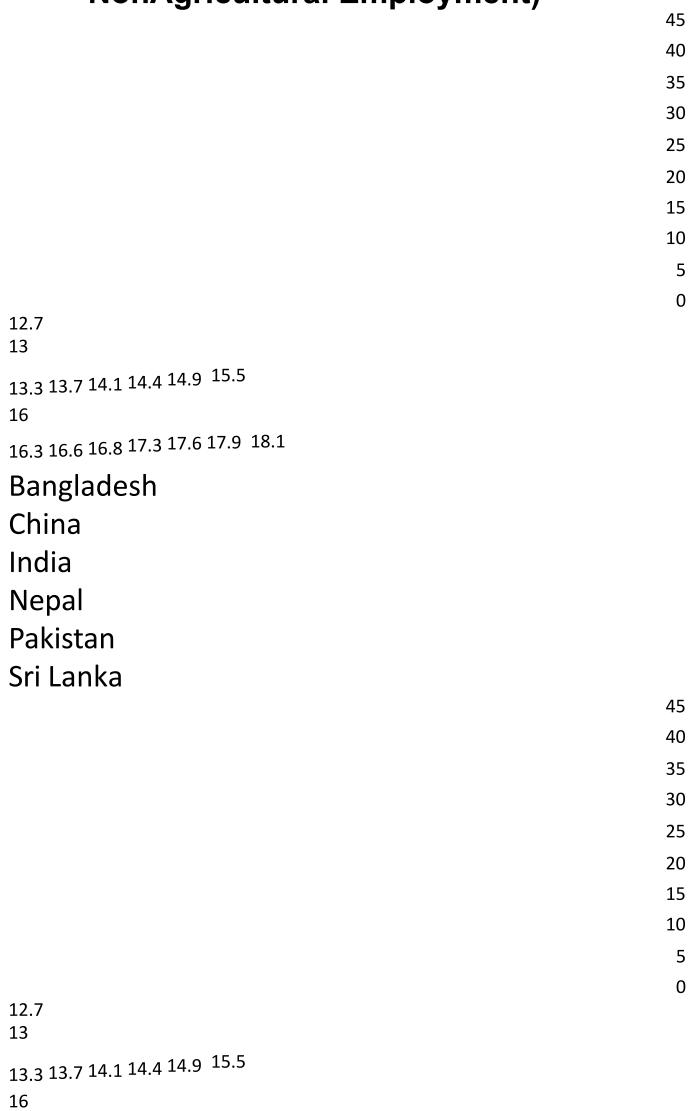 NonAgricultural Employment)
45
40
35
30
25
20
15
10
5
0
12.7
13
13.3 13.7 14.1 14.4 14.9 15.5
16
16.3 16.6 16.8 17.3 17.6 17.9 18.1
Bangladesh
China
India
Nepal
Pakistan
Sri Lanka
45
40
35
30
25
20
15
10
5
0
12.7
13
13.3 13.7 14.1 14.4 14.9 15.5
16